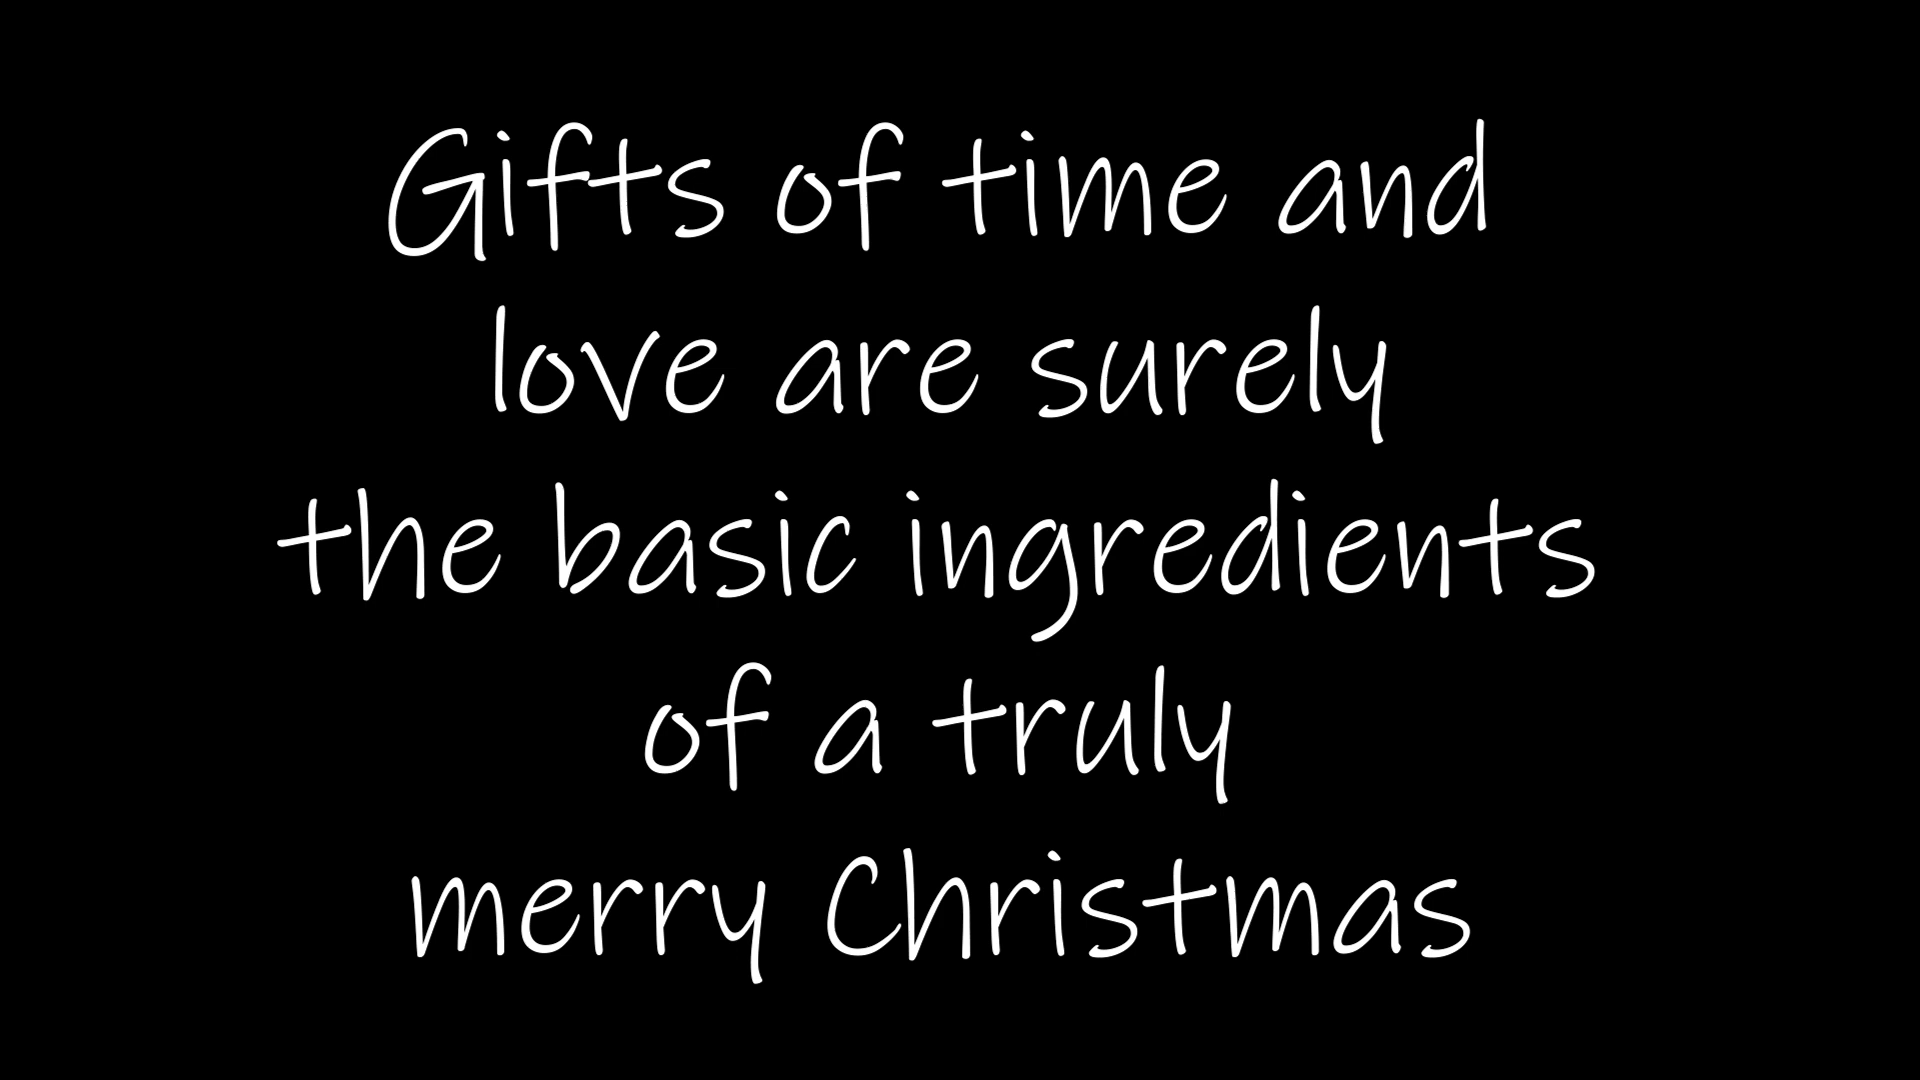 Gifts of time and
love are surely
the basic ingredients
of a truly
merry Christmas